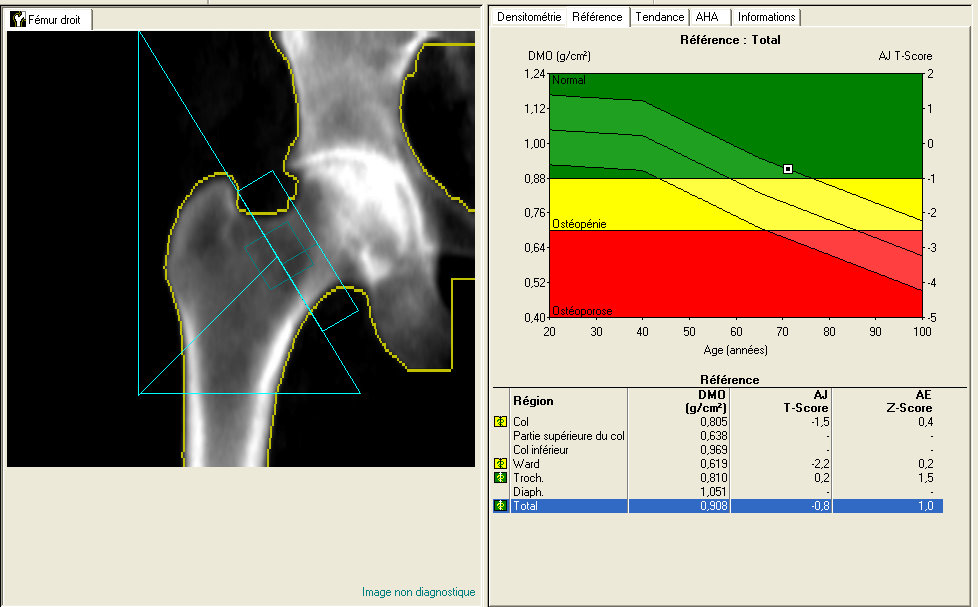 Fémur droit
Image non diagnostique
Densitométrie Référence Tendance AHA Informations
Référence : Total
DMO (g/cm²) AJ T-Score
1,24 Normal 2
1,12 1
1,00 0
0,88 -1
0,76 -2
Ostéopénie
0,64 -3
0,52 -4
Ostéoporose
0,40 -5
20 30 40 50 60 70 80 90 100
Age (années)
Référence
DMO AJ AE
Région (g/cm²) T-Score Z-Score
Col 0,805 -1,5 0,4
Partie supérieure du col 0,638 - -
Col inférieur 0,969 - -
Ward 0,619 -2,2 0,2
Troch. 0,810 0,2 1,5
Diaph. 1,051 - -
Total 0,908 -0,8 1,0